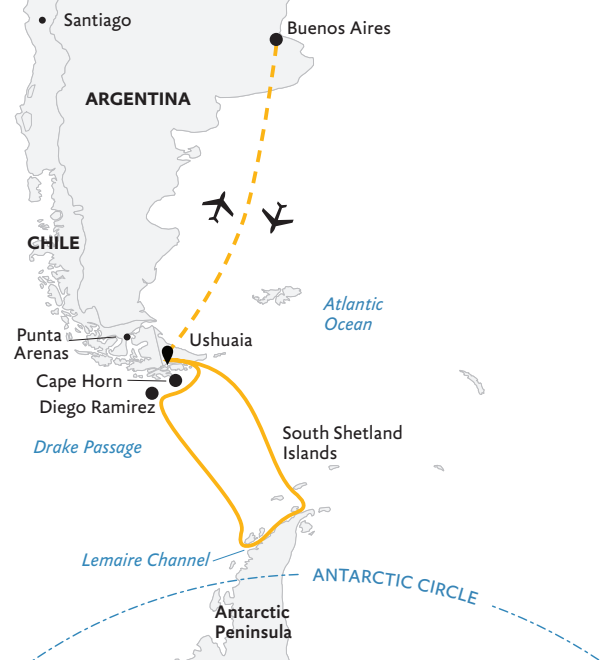 Santiago
Buenos Aires
ARGENTINA
CHILE
Atlantic
Ocean
Punta
Arenas
Ushuaia
Cape Horn
Diego Ramirez
Drake Passage
South Shetland
Islands
Lemaire Channel
ANTARCTIC CIRCLE
Antarctic
Peninsula